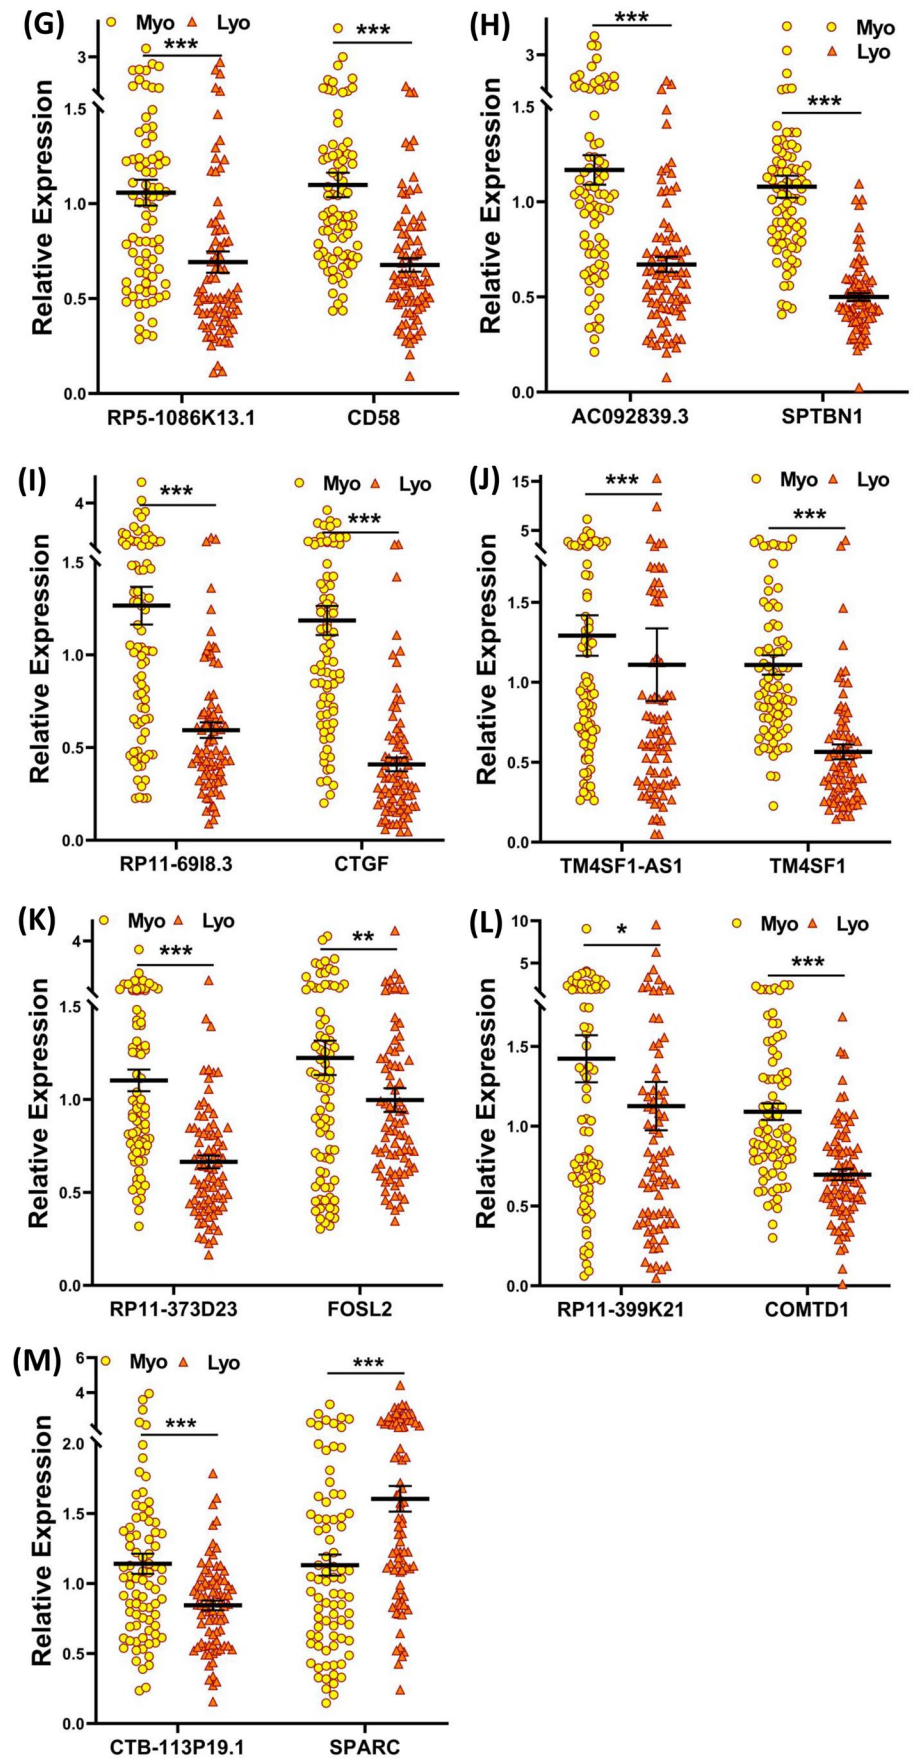 (G) Myo Lyo
*** ***
3
1.5
1.0
0.5
0.0
Relative Expression
RP5-1086K13.1 CD58
(H) Myo
Lyo
*** ***
3
1.5
1.0
0.5
0.0
Relative Expression
AC092839.3 SPTBN1
(I) Myo Lyo
*** ***
4
1.5
1.0
0.5
0.0
Relative Expression
RP11-69I8.3 CTGF
(J) Myo Lyo
*** ***
15
5
1.5
1.0
0.5
0.0
Relative Expression
TM4SF1-AS1 TM4SF1
(K) Myo Lyo
*** **
4
1.5
1.0
0.5
0.0
Relative Expression
RP11-373D23 FOSL2
(L) Myo Lyo
* ***
10
5
1.5
1.0
0.5
0.0
Relative Expression
RP11-399K21 COMTD1
(M) Myo Lyo
*** ***
6
4
2.0
1.5
1.0
0.5
0.0
Relative Expression
CTB-113P19.1 SPARC